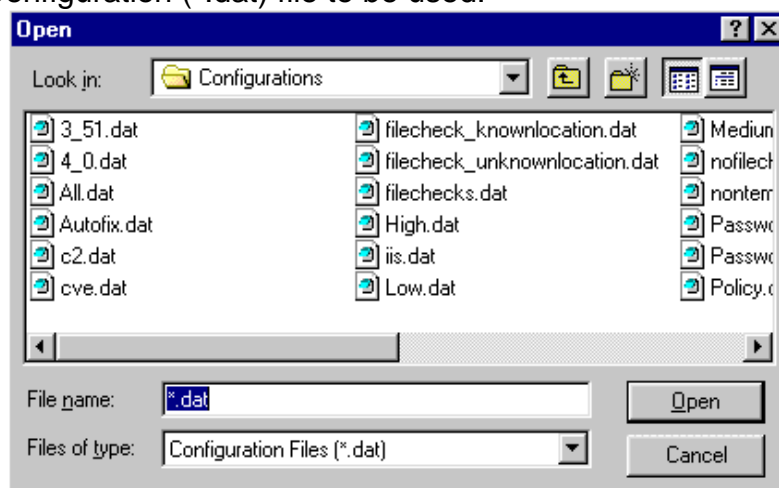 configuration (*.dat) file to be used.
Open
Look in: Configurations
3_51.dat filecheck_knownlocation.dat Medium
4_0.dat filecheck_unknownlocation.dat nofilech
All.dat filechecks.dat nontem
Autofix.dat High.dat Passwo
c2.dat iis.dat Passwo
cve.dat Low.dat Policy.d
File name: *.dat Open
Files of type: Configuration Files (*.dat) Cancel